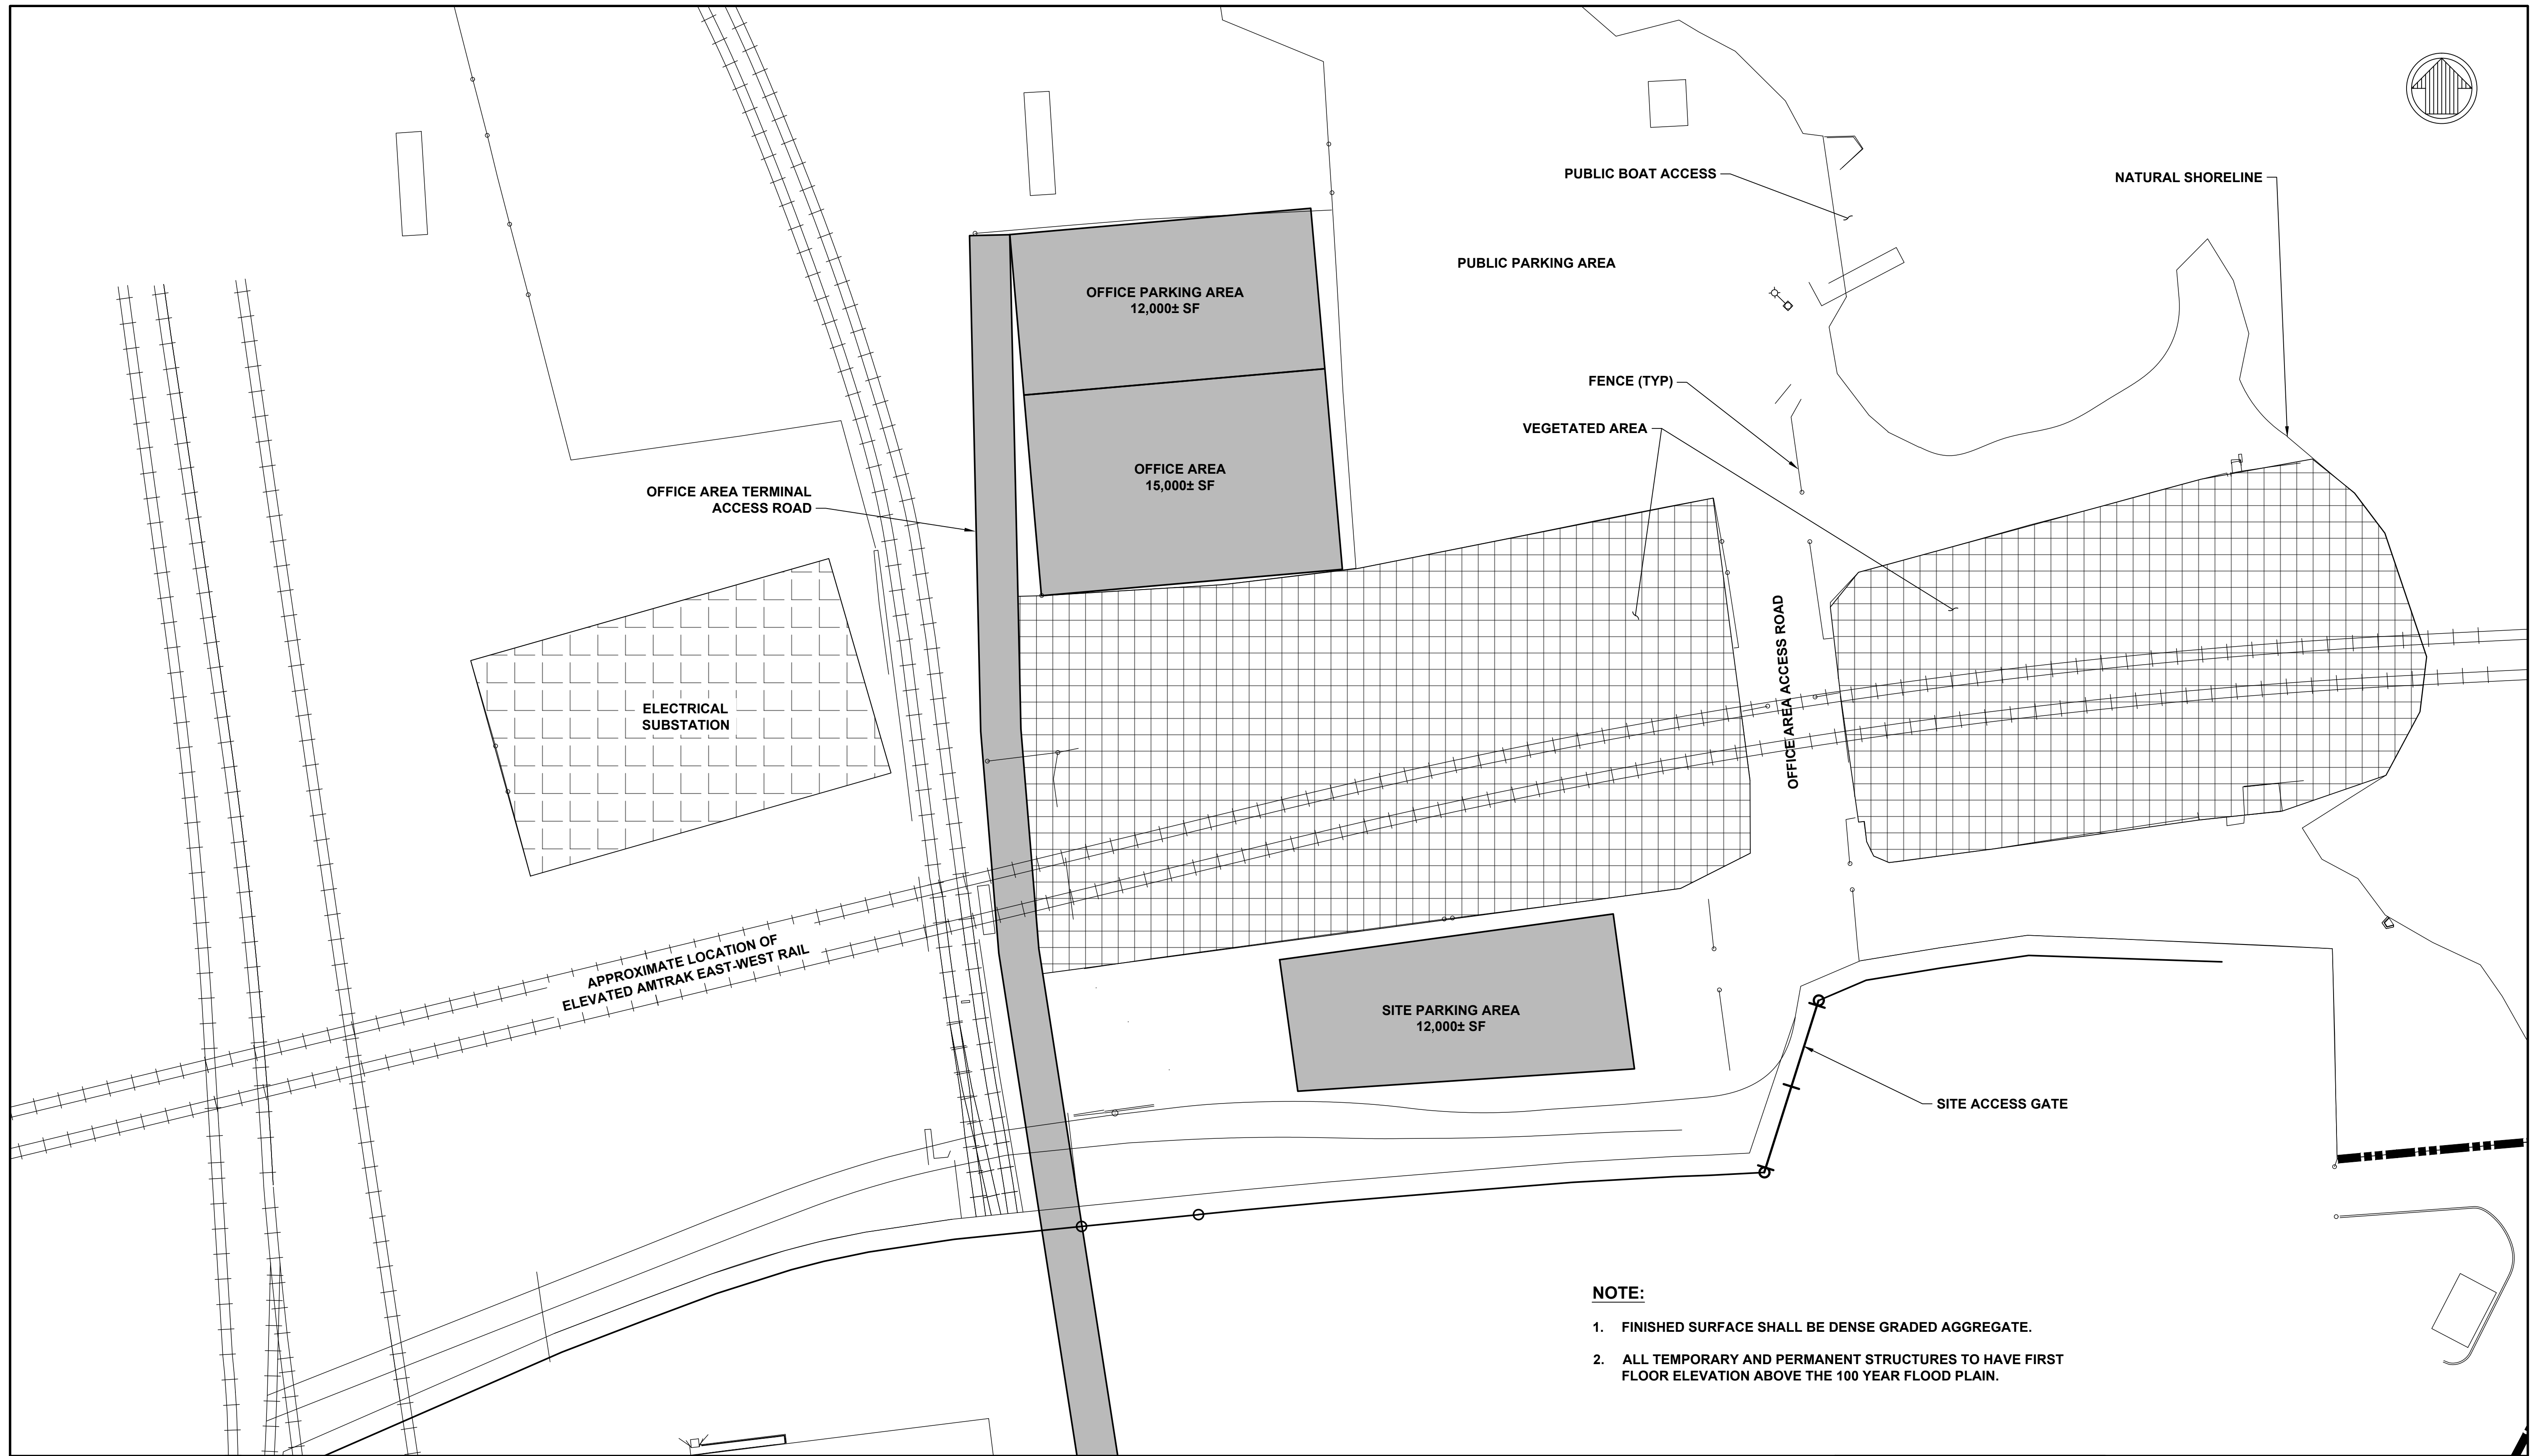 PUBLIC BOAT ACCESS
NATURAL SHORELINE
PUBLIC PARKING AREA
OFFICE PARKING AREA
12,000± SF
FENCE (TYP)
VEGETATED AREA
OFFICE AREA
15,000± SF
OFFICE AREA TERMINAL
ACCESS ROAD
OFFICE AREA ACCESS ROAD
ELECTRICAL
SUBSTATION
APPROXIMATE LOCATION OF
ELEVATED AMTRAK EAST-WEST RAIL
SITE PARKING AREA
12,000± SF
SITE ACCESS GATE
NOTE:
1. FINISHED SURFACE SHALL BE DENSE GRADED AGGREGATE.
2. ALL TEMPORARY AND PERMANENT STRUCTURES TO HAVE FIRST
FLOOR ELEVATION ABOVE THE 100 YEAR FLOOD PLAIN.